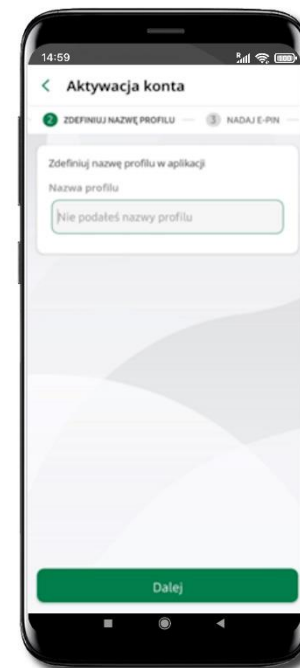 14:59
Aktywacja konta
2 ZDEFINIUJ NAZWĘ PROFILU 3 NADAJ E-PIN
Zdefiniuj nazwę profilu w aplikacji
Nazwa profilu
Nie podałeś nazwy profilu
Dalej